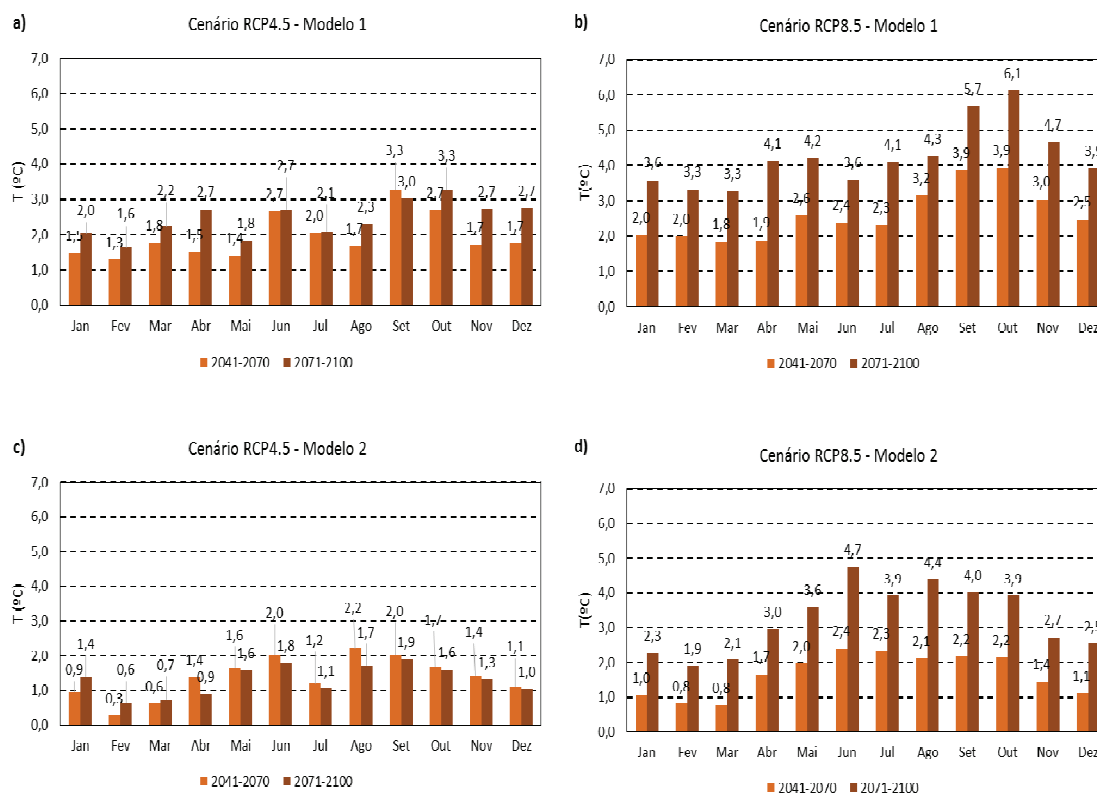 a) Cenário RCP4.5 - Modelo 1
7,0
6,0
5,0
4,0
3,0
2,0
1,0
0,0
T (ºC)
1,5 2,0 1,3 1,6 1,8 2,2 1,5 2,7 1,4 1,8 2,7 2,7 2,0 2,1 1,7 2,3 3,3 3,0 2,7 3,3 1,7 2,7 1,7 2,7
Jan Fev Mar Abr Mai Jun Jul Ago Set Out Nov Dez
2041-2070 2071-2100
b) Cenário RCP8.5 - Modelo 1
7,0
6,0
5,0
4,0
3,0
2,0
1,0
0,0
T(ºC)
2,0 3,6 2,0 3,3 1,8 3,3 1,9 4,1 2,6 4,2 2,4 3,6 2,3 4,1 3,2 4,3 3,9 5,7 3,9 6,1 3,0 4,7 2,5 3,9
Jan Fev Mar Abr Mai Jun Jul Ago Set Out Nov Dez
2041-2070 2071-2100
c) Cenário RCP4.5 - Modelo 2
7,0
6,0
5,0
4,0
3,0
2,0
1,0
0,0
T (ºC)
0,9 1,4 0,3 0,6 0,6 0,7 1,4 0,9 1,6 1,6 2,0 1,8 1,2 1,1 2,2 1,7 2,0 1,9 1,7 1,6 1,4 1,3 1,1 1,0
Jan Fev Mar Abr Mai Jun Jul Ago Set Out Nov Dez
2041-2070 2071-2100
d) Cenário RCP8.5 - Modelo 2
7,0
6,0
5,0
4,0
3,0
2,0
1,0
0,0
T(ºC)
1,0 2,3 0,8 1,9 0,8 2,1 1,7 3,0 2,0 3,6 2,4 4,7 2,3 3,9 2,1 4,4 2,2 4,0 2,2 3,9 1,4 2,7 1,1 2,5
Jan Fev Mar Abr Mai Jun Jul Ago Set Out Nov Dez
2041-2070 2071-2100